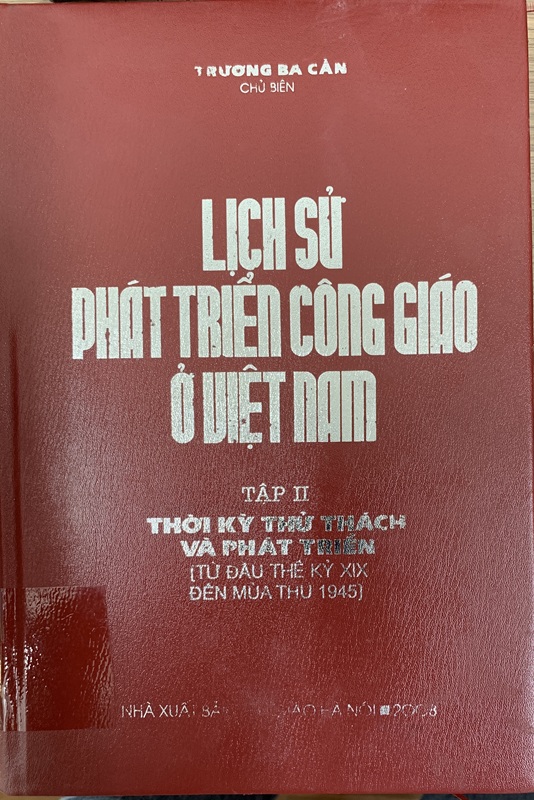 TRƯƠNG BA CẦN
CHỦ BIÊN
LỊCH SỬ
PHÁT TRIỂN CÔNG GIÁO
Ở VIỆT NAM
TẬP II
THỜI KỲ THỬ THÁCH
VÀ PHÁT TRIỂN
(TỪ ĐẦU THẾ KỶ XIX
ĐẾN MÙA THU 1945)
NHÀ XUẤT BẢN GIÁO HÀ NỘI ■ 2008